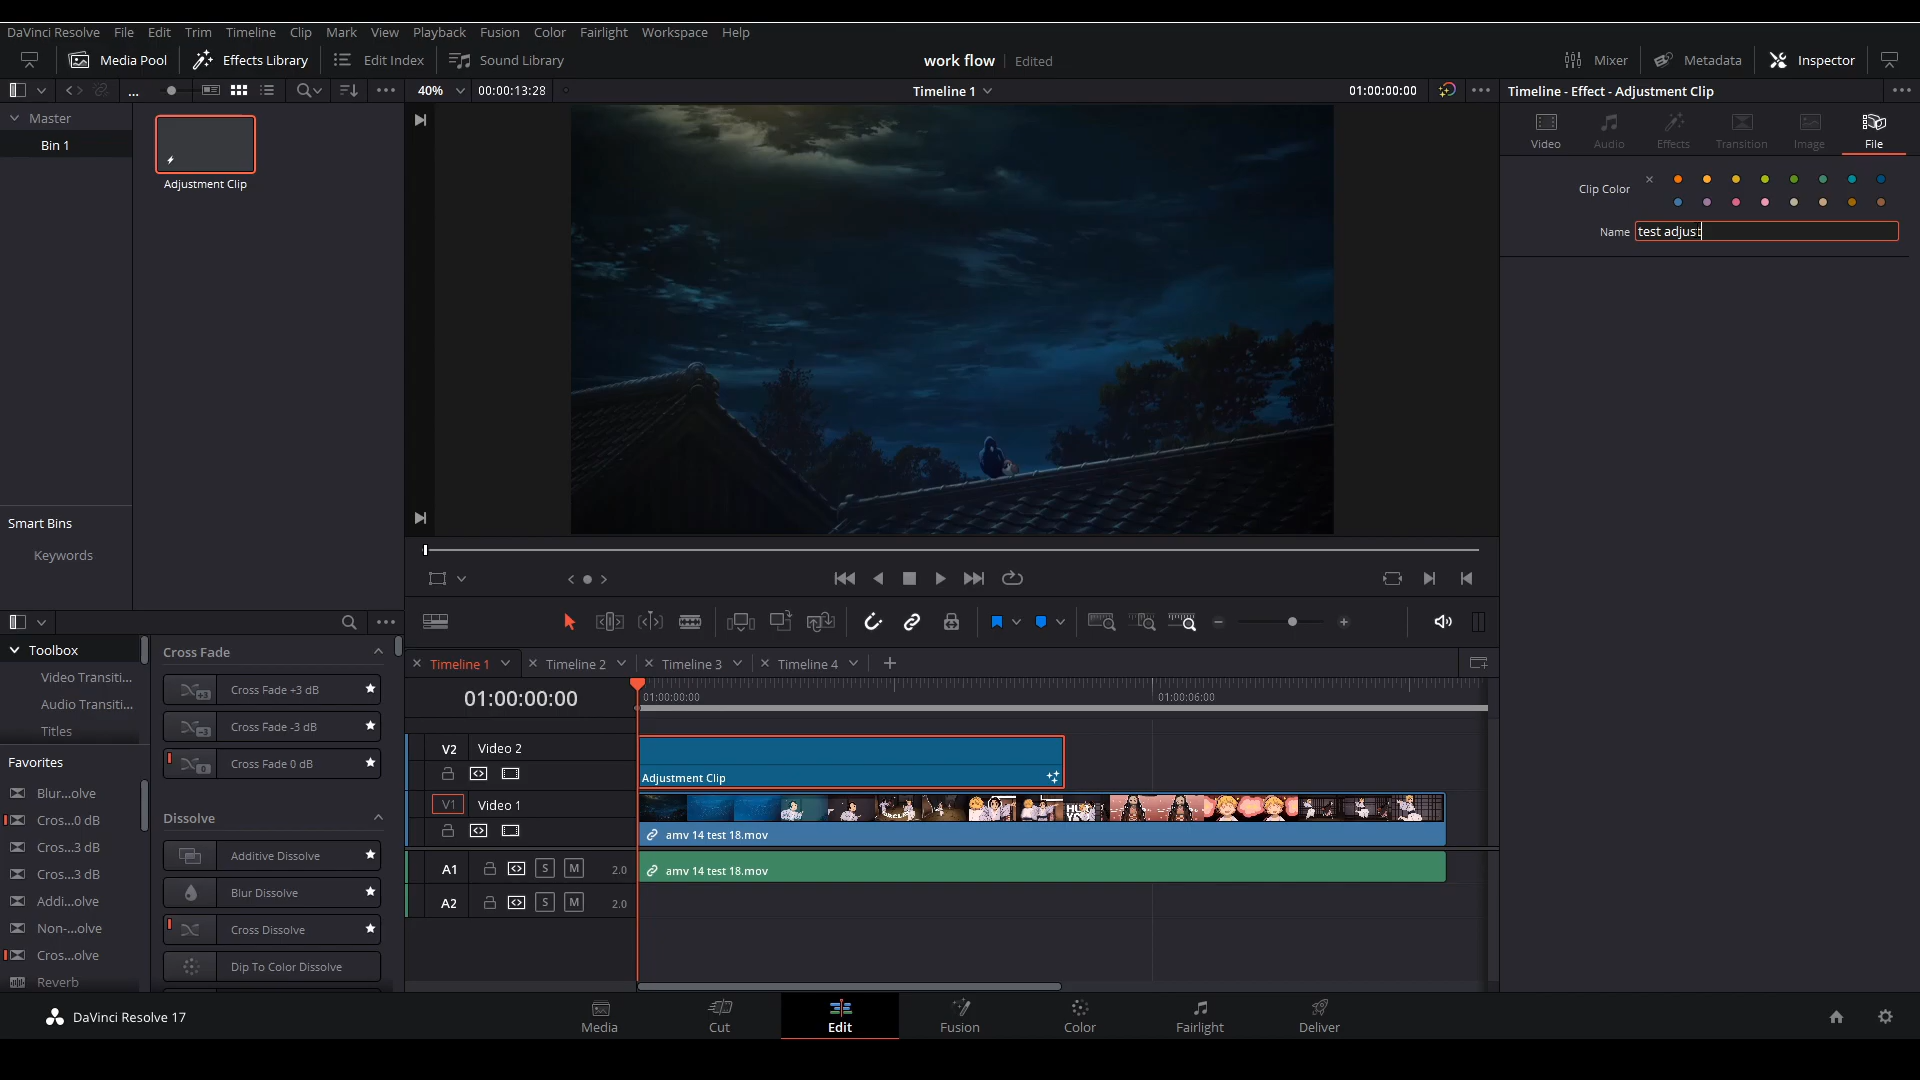 DaVinci Resolve File Edit Trim Timeline Clip Mark View Playback Fusion Color Fairlight Workspace Help
Media Pool Effects Library Edit Index Sound Library work flow Edited Mixer Metadata Inspector
... 40% 00:00:13:28 Timeline 1 01:00:00:00 Timeline - Effect - Adjustment Clip
Master
Bin 1
Adjustment Clip
Video Audio Effects Transition Image File
Clip Color
Name test adjust
Smart Bins
Keywords
Toolbox
Video Transiti...
Audio Transiti...
Titles
Favorites
Blur...olve
Cros...0 dB
Cros...3 dB
Cros...3 dB
Addi...olve
Non-...olve
Cros...olve
Reverb
Cross Fade
+3 Cross Fade +3 dB
-3 Cross Fade -3 dB
0 Cross Fade 0 dB
Dissolve
Additive Dissolve
Blur Dissolve
Cross Dissolve
Dip To Color Dissolve
Timeline 1 Timeline 2 Timeline 3 Timeline 4
01:00:00:00 01:00:00:00 01:00:06:00
V2 Video 2
Adjustment Clip
V1 Video 1
amv 14 test 18.mov
A1 S M 2.0 amv 14 test 18.mov
A2 S M 2.0
DaVinci Resolve 17 Media Cut Edit Fusion Color Fairlight Deliver